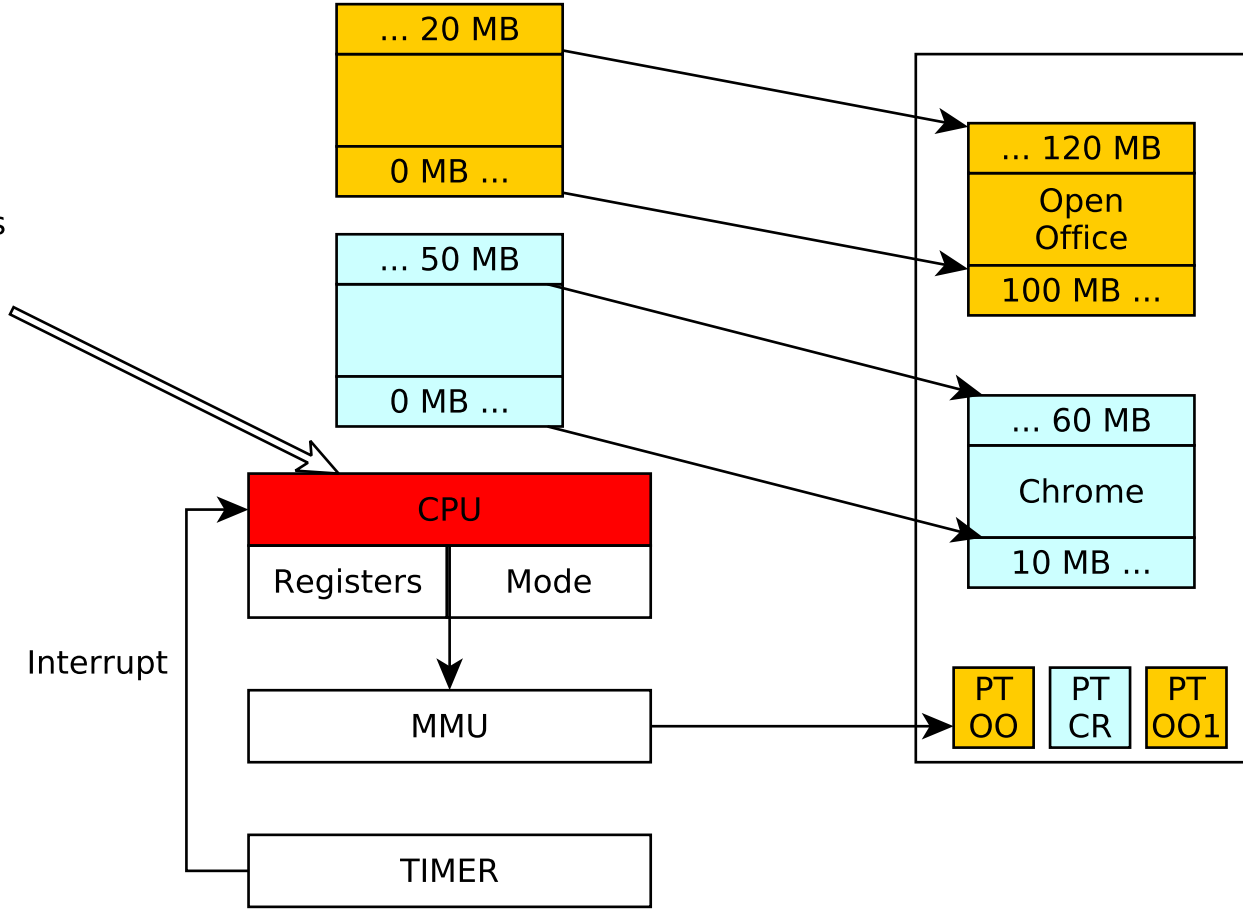 ... 20 MB
0 MB ...
... 50 MB
0 MB ...
CPU
Registers
Mode
Interrupt
MMU
TIMER
... 120 MB
Open
Office
100 MB ...
... 60 MB
Chrome
10 MB ...
PT
OO
PT
CR
PT
OO1